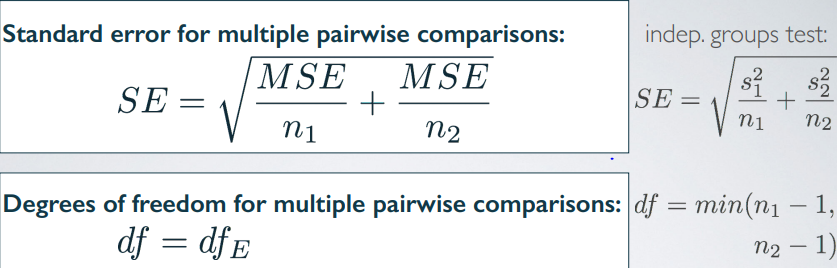 Standard error for multiple pairwise comparisons:
SE = √(MSE/n₁ + MSE/n₂)
indep. groups test:
SE = √(s₁²/n₁ + s₂²/n₂)
Degrees of freedom for multiple pairwise comparisons:
df = df_E
df = min(n₁ − 1,
n₂ − 1)